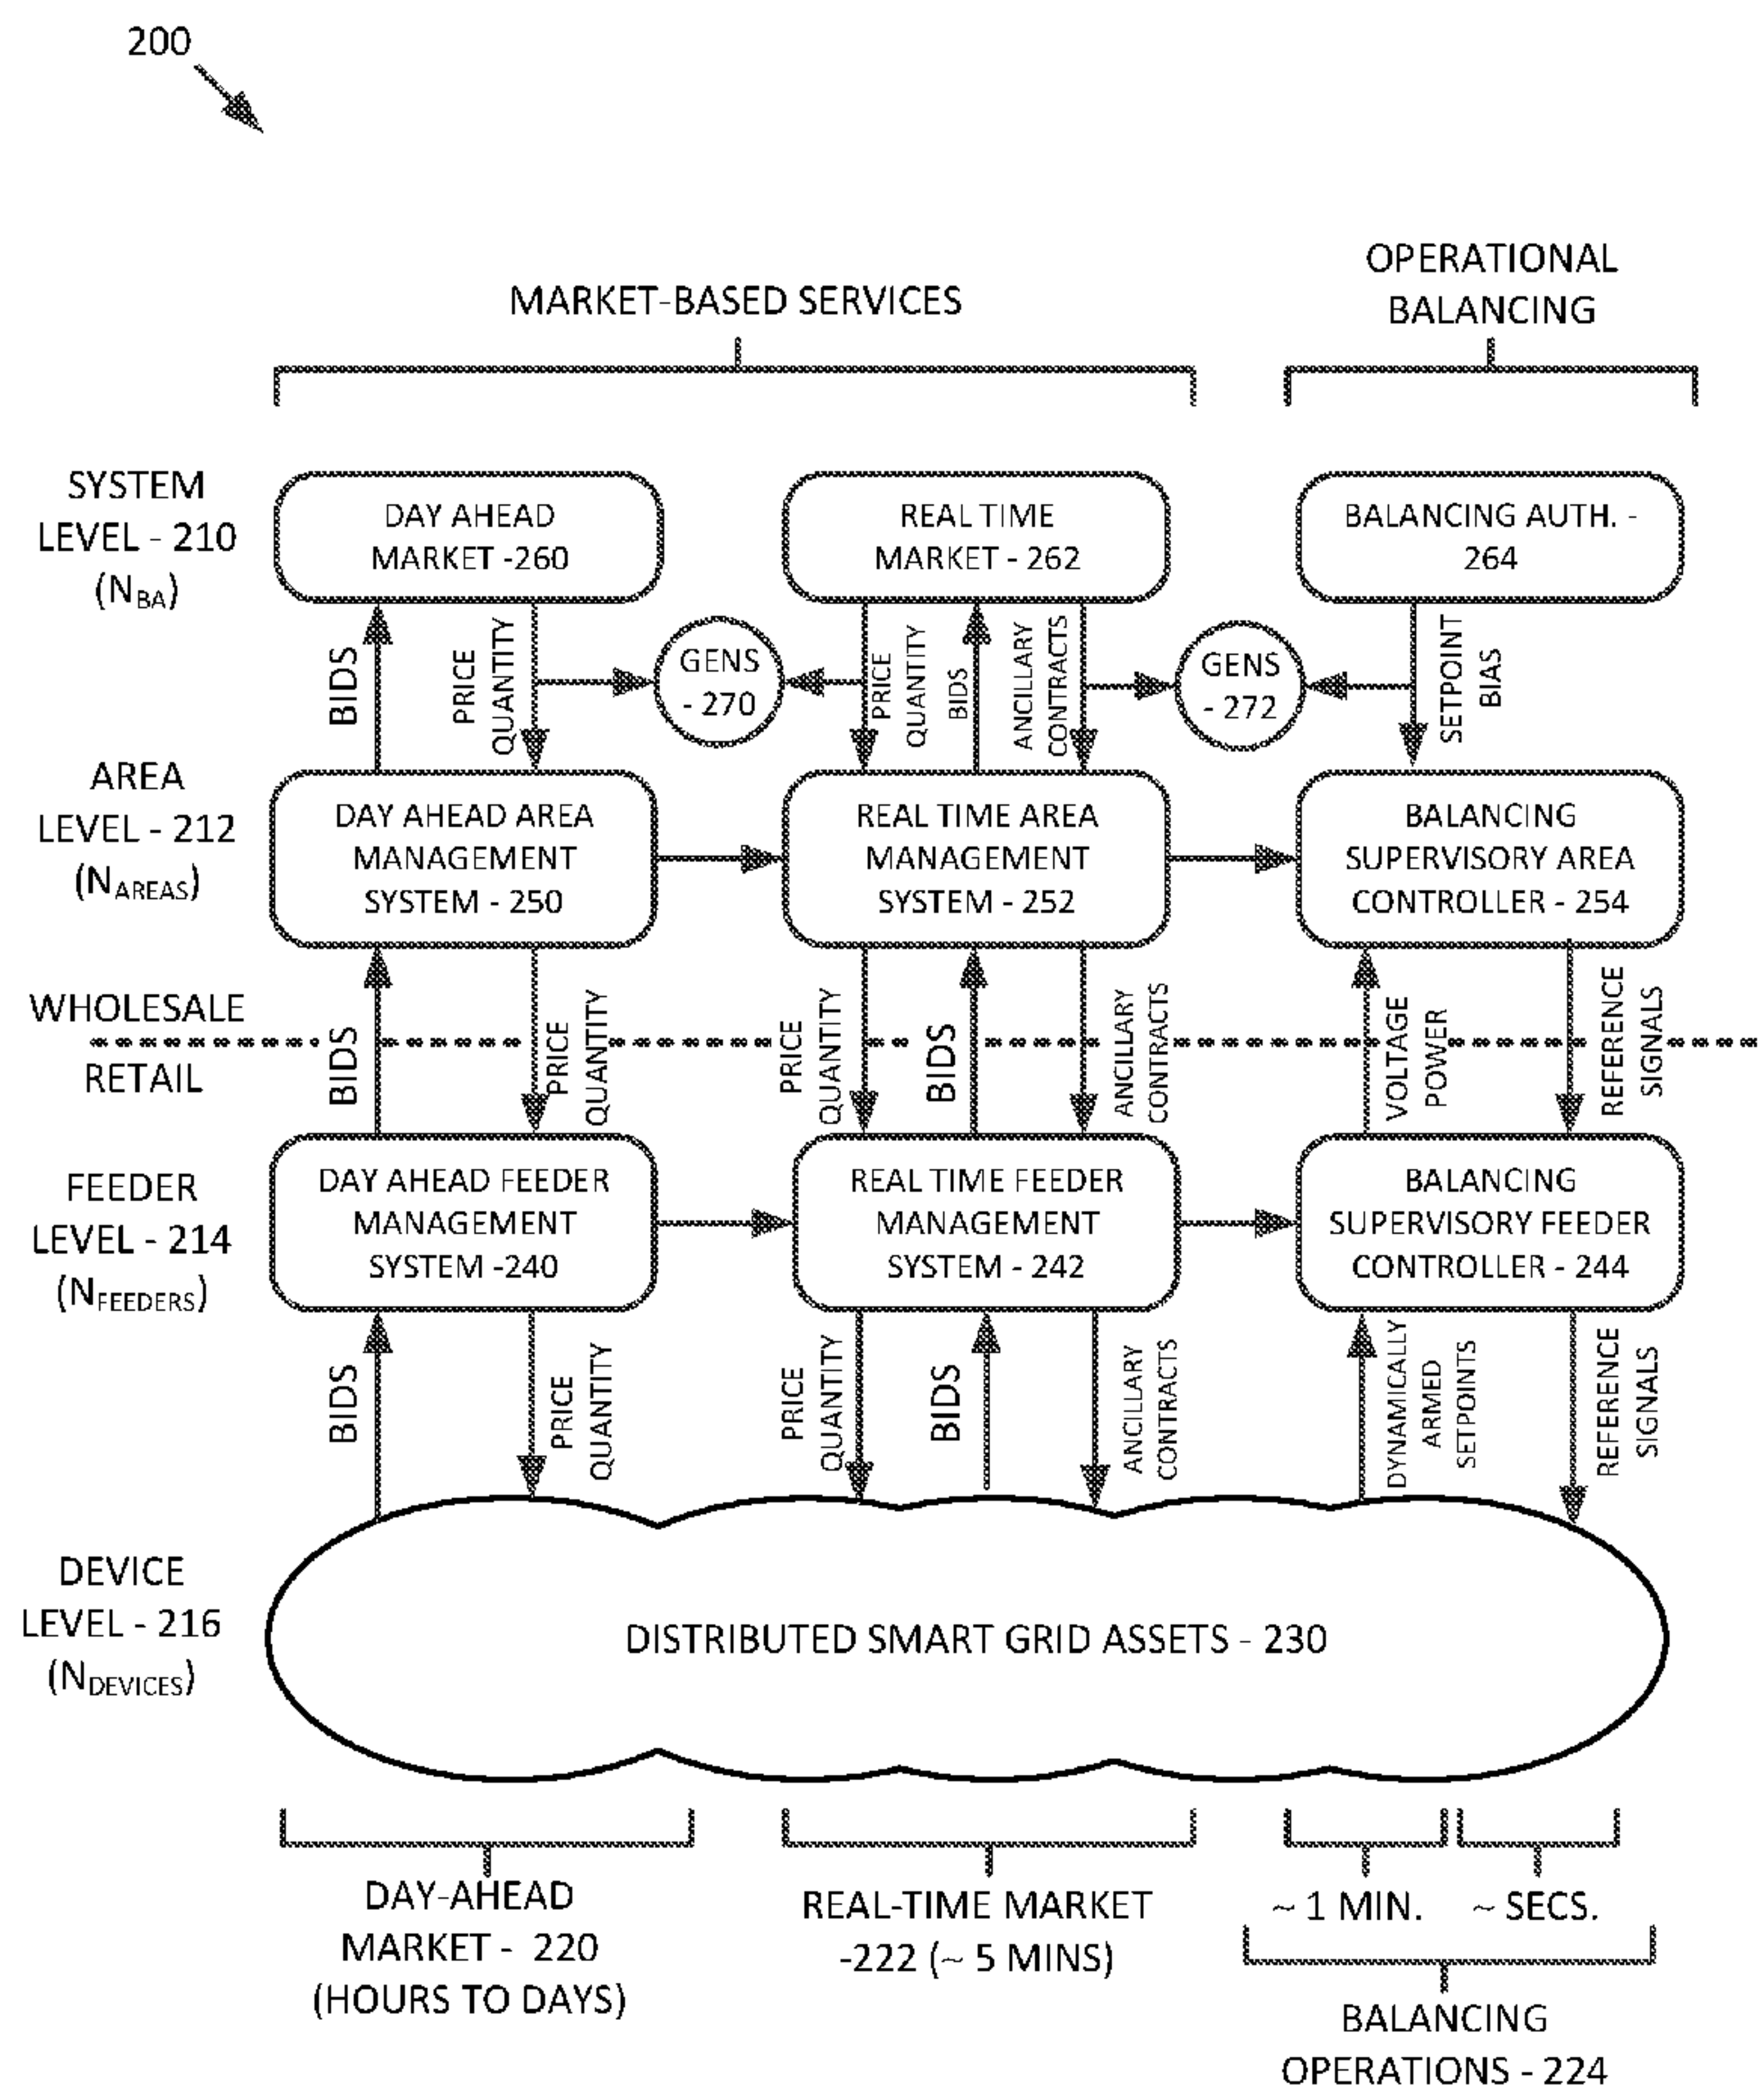 200
MARKET-BASED SERVICES
OPERATIONAL
BALANCING
SYSTEM
LEVEL - 210
(NBA)
DAY AHEAD
MARKET -260
REAL TIME
MARKET - 262
BALANCING AUTH. -
264
BIDS
PRICE
QUANTITY
GENS
- 270
PRICE
QUANTITY
BIDS
ANCILLARY
CONTRACTS
GENS
- 272
SETPOINT
BIAS
AREA
LEVEL - 212
(NAREAS)
DAY AHEAD AREA
MANAGEMENT
SYSTEM - 250
REAL TIME AREA
MANAGEMENT
SYSTEM - 252
BALANCING
SUPERVISORY AREA
CONTROLLER - 254
WHOLESALE
RETAIL
BIDS
PRICE
QUANTITY
PRICE
QUANTITY
BIDS
ANCILLARY
CONTRACTS
VOLTAGE
POWER
REFERENCE
SIGNALS
FEEDER
LEVEL - 214
(NFEEDERS)
DAY AHEAD FEEDER
MANAGEMENT
SYSTEM -240
REAL TIME FEEDER
MANAGEMENT
SYSTEM - 242
BALANCING
SUPERVISORY FEEDER
CONTROLLER - 244
BIDS
PRICE
QUANTITY
PRICE
QUANTITY
BIDS
ANCILLARY
CONTRACTS
DYNAMICALLY
ARMED
SETPOINTS
REFERENCE
SIGNALS
DEVICE
LEVEL - 216
(NDEVICES)
DISTRIBUTED SMART GRID ASSETS - 230
DAY-AHEAD
MARKET - 220
(HOURS TO DAYS)
REAL-TIME MARKET
-222 (~ 5 MINS)
~ 1 MIN.
~ SECS.
BALANCING
OPERATIONS - 224